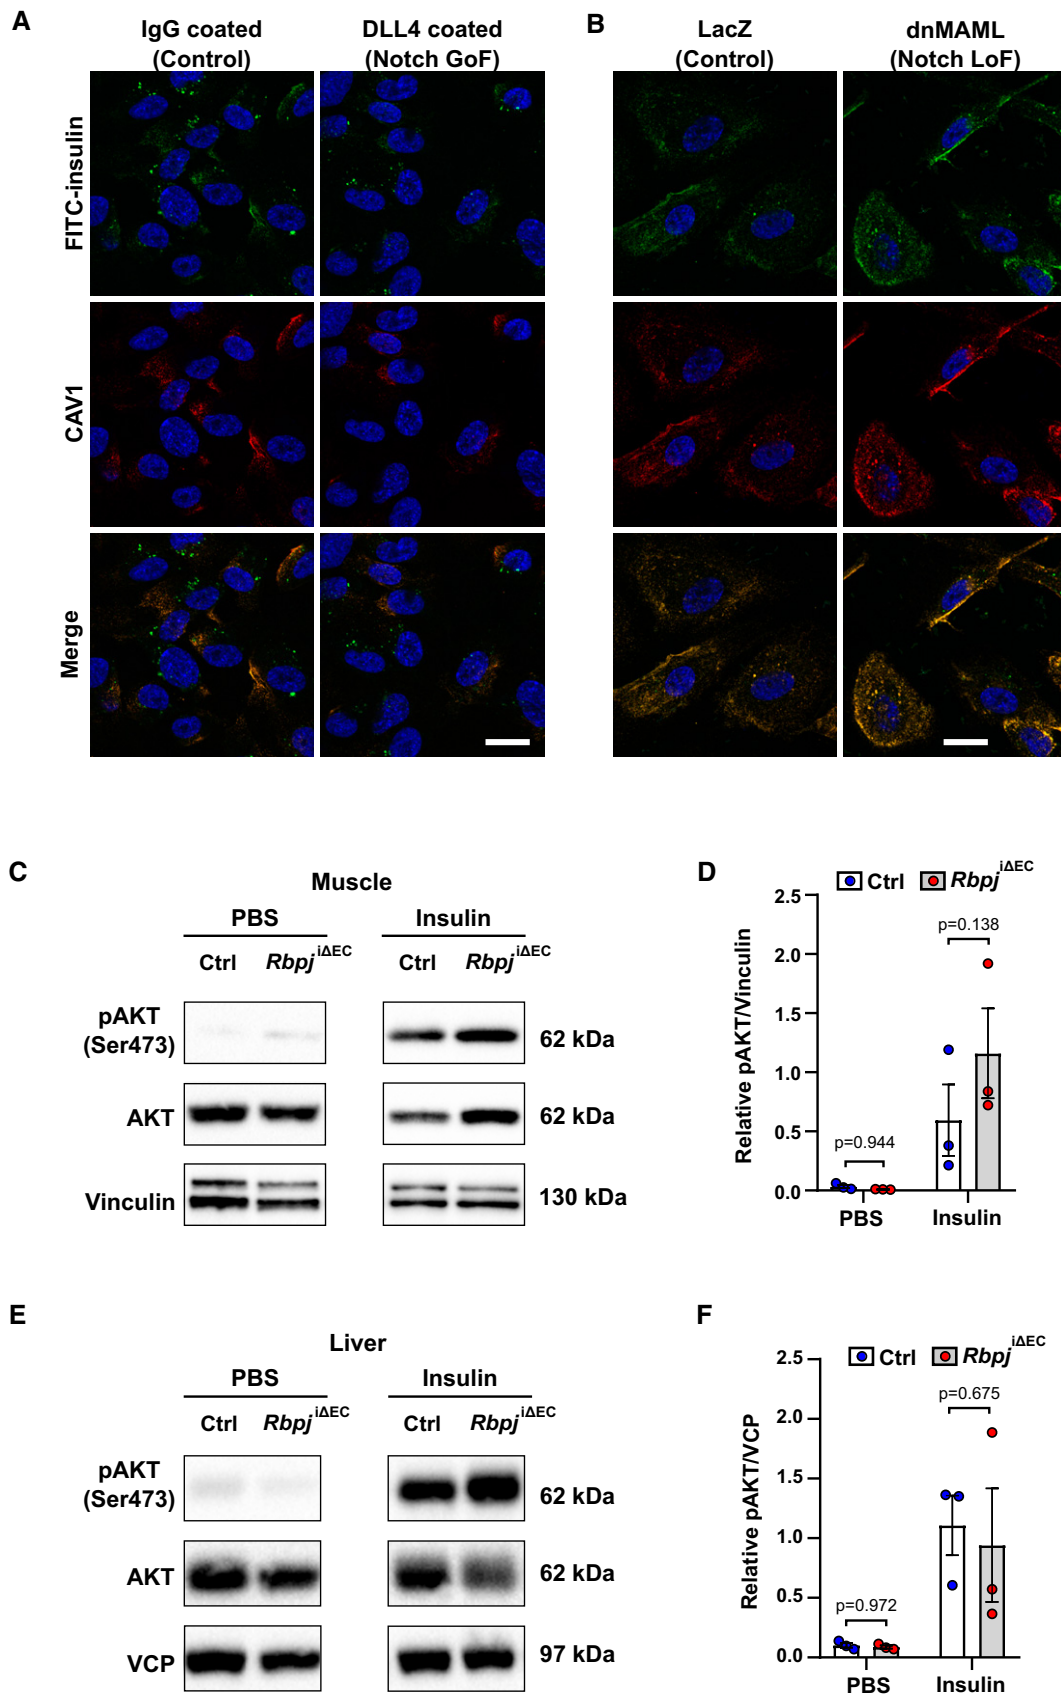 A
IgG coated
(Control)
DLL4 coated
(Notch GoF)
B
LacZ
(Control)
dnMAML
(Notch LoF)
FITC-insulin
CAV1
Merge
C
Muscle
PBS
Insulin
Ctrl
Rbpj iΔEC
Ctrl
Rbpj iΔEC
pAKT
(Ser473)
62 kDa
AKT
62 kDa
Vinculin
130 kDa
D
Ctrl
Rbpj iΔEC
Relative pAKT/Vinculin
2.5
2.0
1.5
1.0
0.5
0.0
p=0.138
p=0.944
PBS
Insulin
E
Liver
PBS
Insulin
Ctrl
Rbpj iΔEC
Ctrl
Rbpj iΔEC
pAKT
(Ser473)
62 kDa
AKT
62 kDa
VCP
97 kDa
F
Ctrl
Rbpj iΔEC
Relative pAKT/VCP
2.5
2.0
1.5
1.0
0.5
0.0
p=0.675
p=0.972
PBS
Insulin